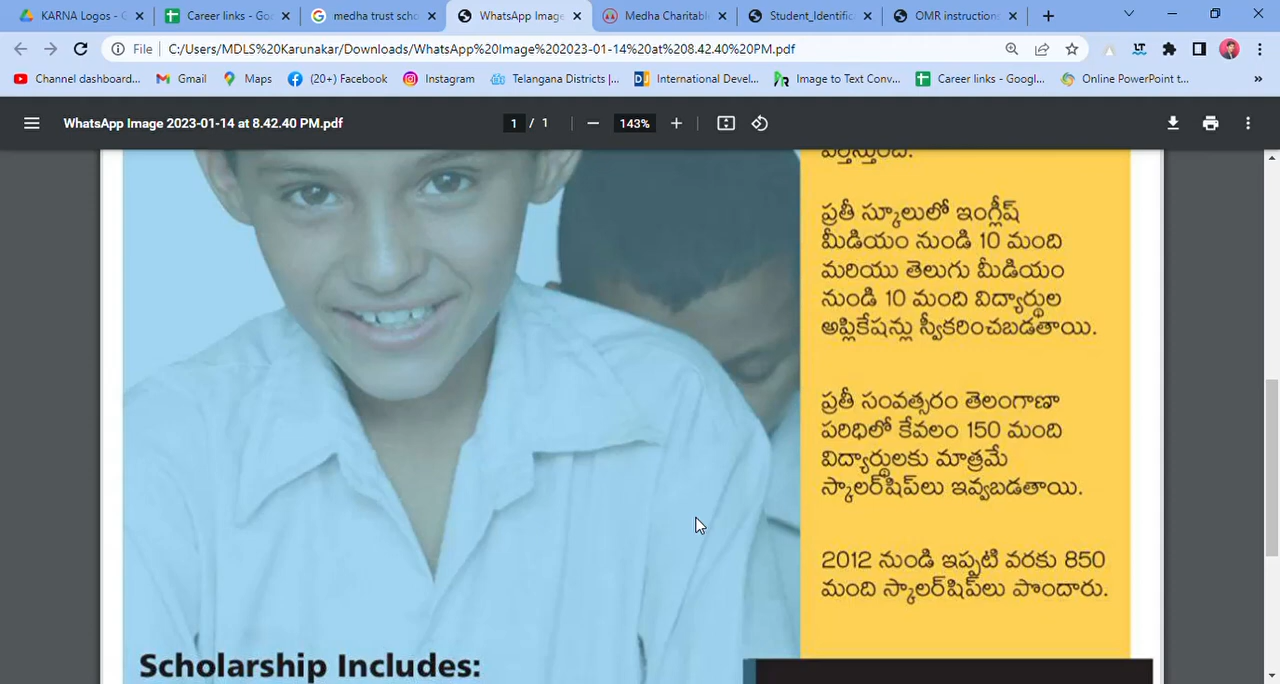 KARNA Logos - G
Career links - Goo
medha trust scho
WhatsApp Image
Medha Charitable
Student_Identific
OMR instructions
File
C:/Users/MDLS%20Karunakar/Downloads/WhatsApp%20Image%202023-01-14%20at%208.42.40%20PM.pdf
Channel dashboard...
Gmail
Maps
(20+) Facebook
Instagram
Telangana Districts |...
International Devel...
Image to Text Conv...
Career links - Googl...
Online PowerPoint t...
WhatsApp Image 2023-01-14 at 8.42.40 PM.pdf
1 / 1
143%
ప్రతీ స్కూలులో ఇంగ్లీష్
మీడియం నుండి 10 మంది
మరియు తెలుగు మీడియం
నుండి 10 మంది విద్యార్థుల
అప్లికేషన్లు స్వీకరించబడతాయి.
ప్రతీ సంవత్సరం తెలంగాణా
పరిధిలో కేవలం 150 మంది
విద్యార్థులకు మాత్రమే
స్కాలర్‌షిప్‌లు ఇవ్వబడతాయి.
2012 నుండి ఇప్పటి వరకు 850
మంది స్కాలర్‌షిప్‌లు పొందారు.
Scholarship Includes: